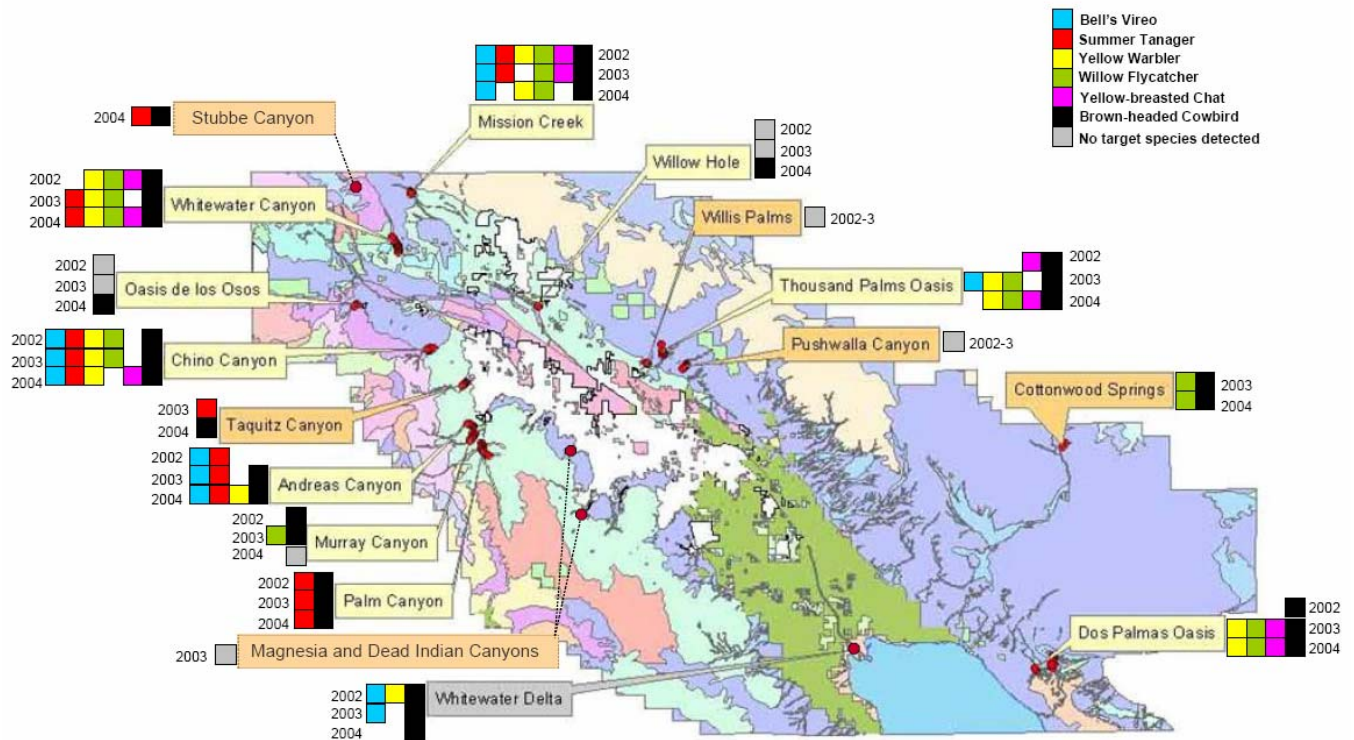 Bell's Vireo
Summer Tanager
Yellow Warbler
Willow Flycatcher
Yellow-breasted Chat
Brown-headed Cowbird
No target species detected
2002
2003
2004
Mission Creek
2004
Stubbe Canyon
2002
2003
2004
Willow Hole
2002
2003
2004
Whitewater Canyon
Willis Palms
2002-3
2002
2003
2004
Oasis de los Osos
2002
2003
2004
Thousand Palms Oasis
2002
2003
2004
Chino Canyon
Pushwalla Canyon
2002-3
Cottonwood Springs
2003
2004
2003
2004
Taquitz Canyon
2002
2003
2004
Andreas Canyon
2002
2003
2004
Murray Canyon
2002
2003
2004
Palm Canyon
2003
Magnesia and Dead Indian Canyons
Dos Palmas Oasis
2002
2003
2004
2002
2003
2004
Whitewater Delta